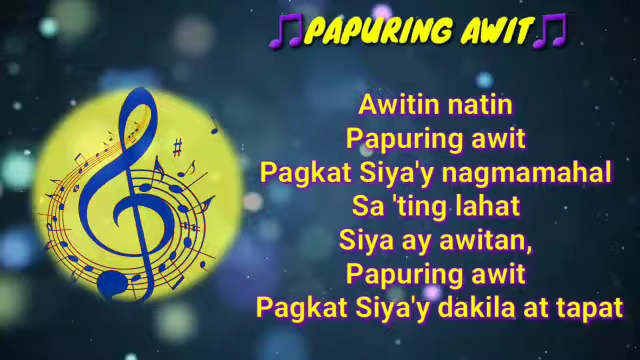 🎵PAPURING AWIT🎵
Awitin natin
Papuring awit
Pagkat Siya'y nagmamahal
Sa 'ting lahat
Siya ay awitan,
Papuring awit
Pagkat Siya'y dakila at tapat